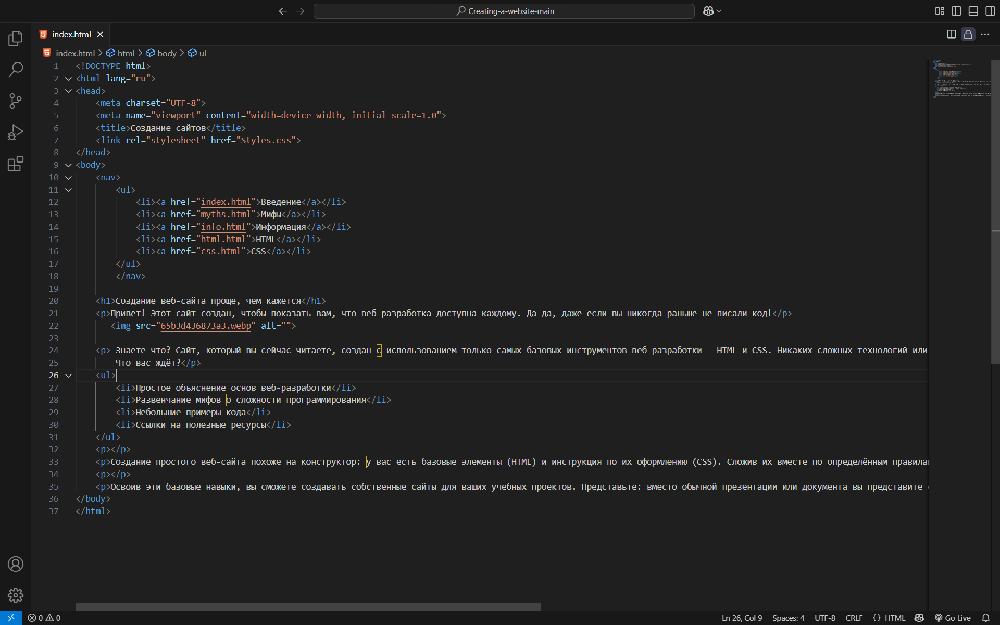 Creating-a-website-main
index.html
index.html > html > body > ul
1 <!DOCTYPE html>
2 <html lang="ru">
3 <head>
4 <meta charset="UTF-8">
5 <meta name="viewport" content="width=device-width, initial-scale=1.0">
6 <title>Создание сайтов</title>
7 <link rel="stylesheet" href="Styles.css">
8 </head>
9 <body>
10 <nav>
11 <ul>
12 <li><a href="index.html">Введение</a></li>
13 <li><a href="myths.html">Мифы</a></li>
14 <li><a href="info.html">Информация</a></li>
15 <li><a href="html.html">HTML</a></li>
16 <li><a href="css.html">CSS</a></li>
17 </ul>
18 </nav>
19
20 <h1>Создание веб-сайта проще, чем кажется</h1>
21 <p>Привет! Этот сайт создан, чтобы показать вам, что веб-разработка доступна каждому. Да-да, даже если вы никогда раньше не писали код!</p>
22 <img src="65b3d436873a3.webp" alt="">
23
24 <p> Знаете что? Сайт, который вы сейчас читаете, создан с использованием только самых базовых инструментов веб-разработки — HTML и CSS. Никаких сложных технологий или
25 Что вас ждёт?</p>
26 <ul>
27 <li>Простое объяснение основ веб-разработки</li>
28 <li>Развенчание мифов о сложности программирования</li>
29 <li>Небольшие примеры кода</li>
30 <li>Ссылки на полезные ресурсы</li>
31 </ul>
32 <p></p>
33 <p>Создание простого веб-сайта похоже на конструктор: у вас есть базовые элементы (HTML) и инструкция по их оформлению (CSS). Сложив их вместе по определённым правилам
34 <p></p>
35 <p>Освоив эти базовые навыки, вы сможете создавать собственные сайты для ваших учебных проектов. Представьте: вместо обычной презентации или документа вы представите
36 </body>
37 </html>
0 0 Ln 26, Col 9 Spaces: 4 UTF-8 CRLF {} HTML Go Live